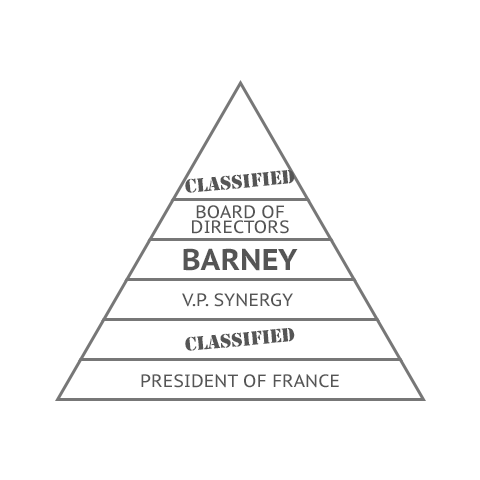 CLASSIFIED
BOARD OF
DIRECTORS
BARNEY
V.P. SYNERGY
CLASSIFIED
PRESIDENT OF FRANCE